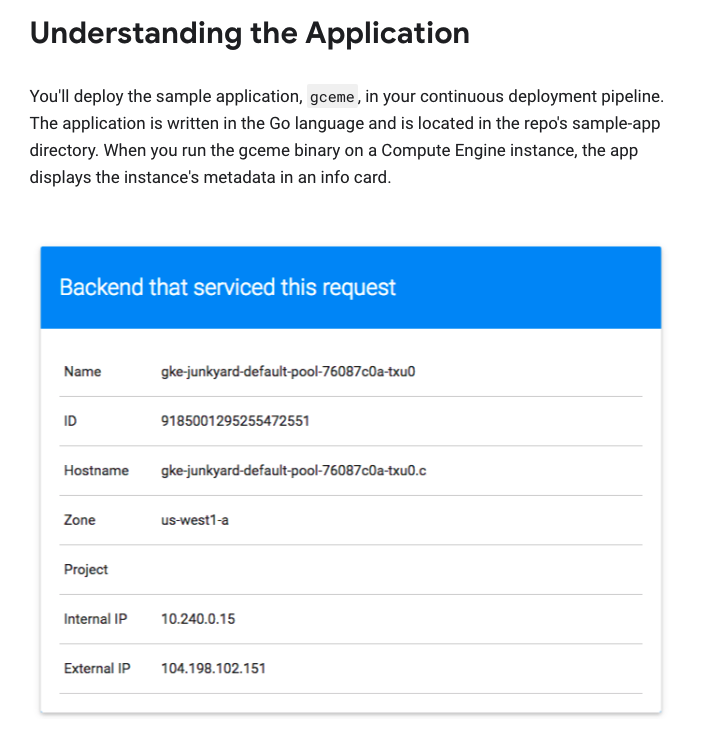 Understanding the Application
You'll deploy the sample application, gceme, in your continuous deployment pipeline.
The application is written in the Go language and is located in the repo's sample-app
directory. When you run the gceme binary on a Compute Engine instance, the app
displays the instance's metadata in an info card.
Backend that serviced this request
Name gke-junkyard-default-pool-76087c0a-txu0
ID 9185001295255472551
Hostname gke-junkyard-default-pool-76087c0a-txu0.c
Zone us-west1-a
Project
Internal IP 10.240.0.15
External IP 104.198.102.151